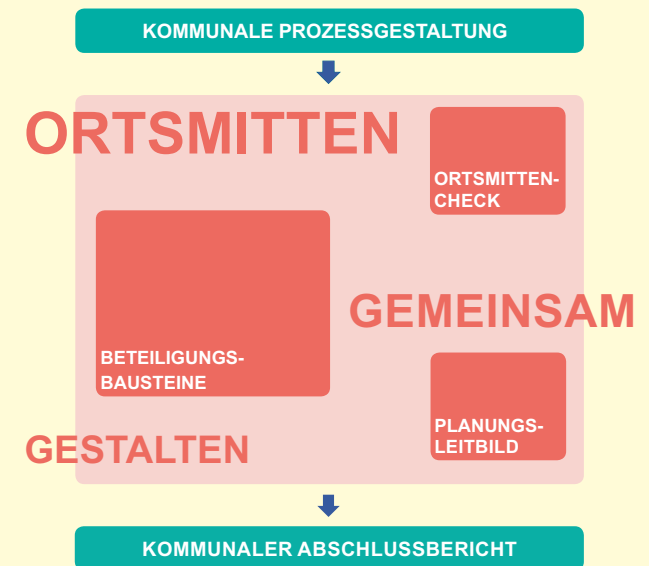 KOMMUNALE PROZESSGESTALTUNG
ORTSMITTEN
ORTSMITTEN-
CHECK
GEMEINSAM
BETEILIGUNGS-
BAUSTEINE
PLANUNGS-
LEITBILD
GESTALTEN
KOMMUNALER ABSCHLUSSBERICHT